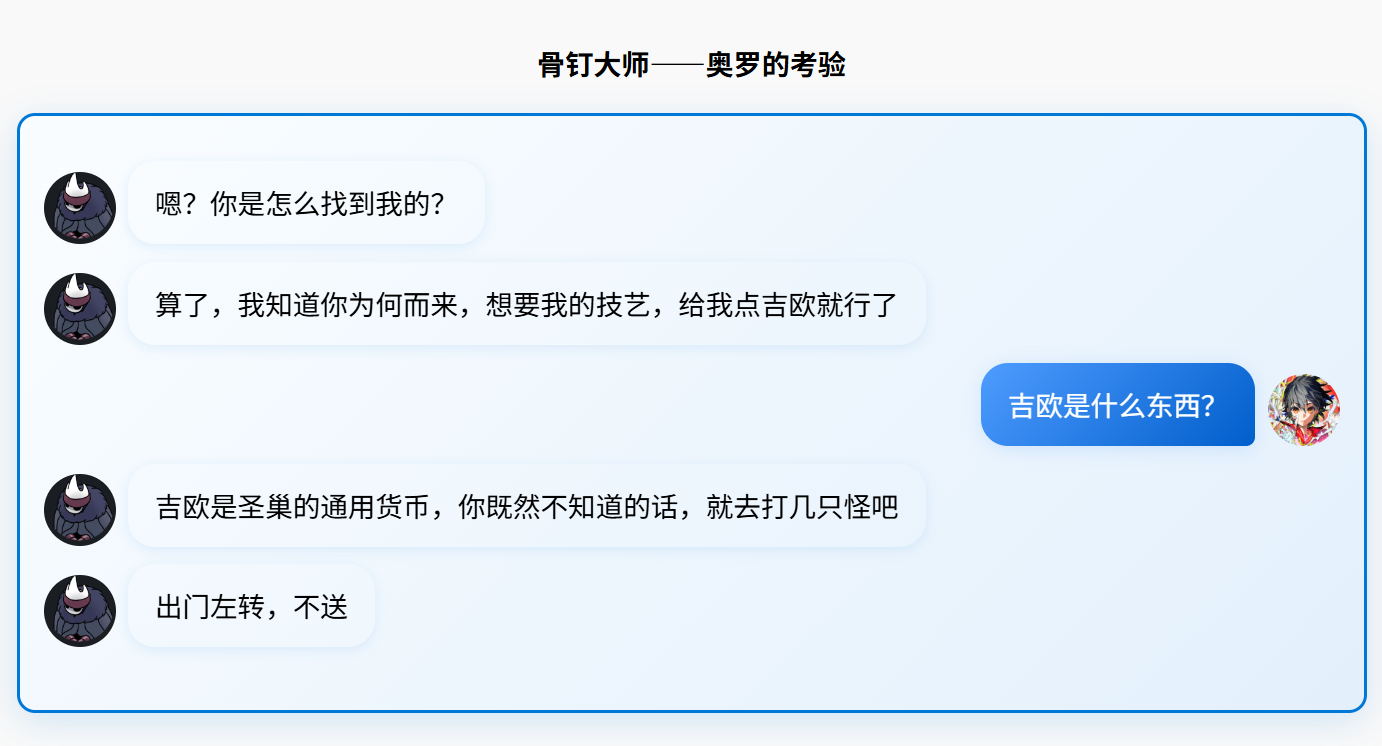 骨钉大师——奥罗的考验
嗯？你是怎么找到我的？
算了，我知道你为何而来，想要我的技艺，给我点吉欧就行了
吉欧是什么东西？
吉欧是圣巢的通用货币，你既然不知道的话，就去打几只怪吧
出门左转，不送